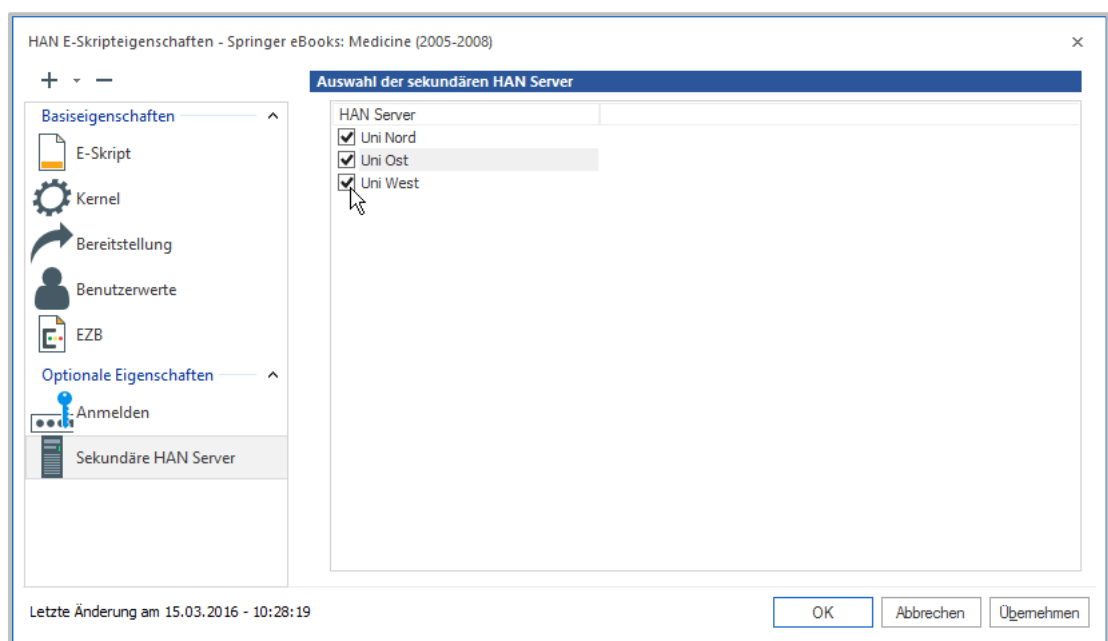 HAN E-Skripteigenschaften - Springer eBooks: Medicine (2005-2008)
Auswahl der sekundären HAN Server
Basiseigenschaften
E-Skript
Kernel
Bereitstellung
Benutzerwerte
EZB
Optionale Eigenschaften
Anmelden
Sekundäre HAN Server
HAN Server
Uni Nord
Uni Ost
Uni West
Letzte Änderung am 15.03.2016 - 10:28:19
OK
Abbrechen
Übernehmen